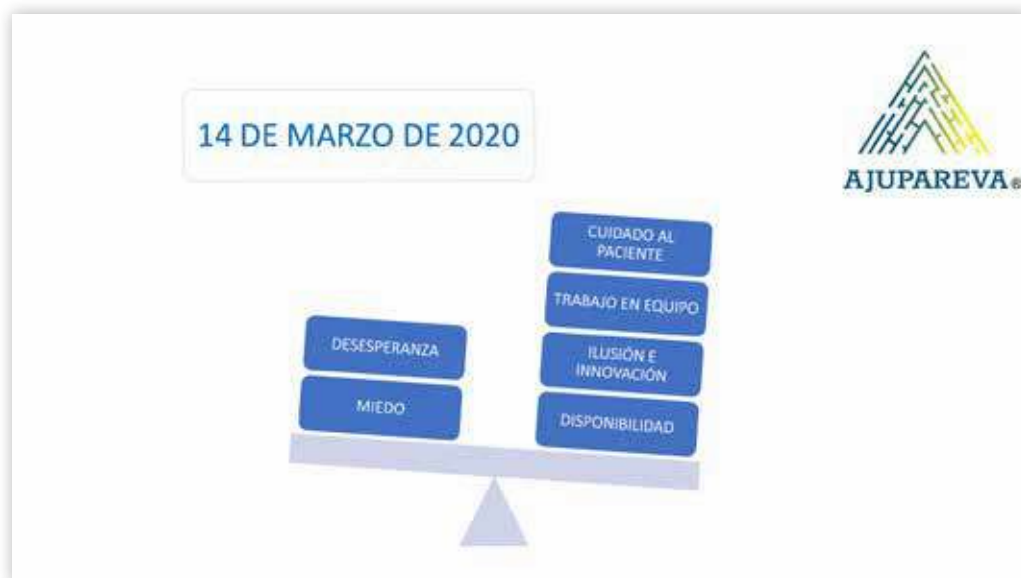 14 DE MARZO DE 2020
AJUPAREVA®
CUIDADO AL
PACIENTE
TRABAJO EN EQUIPO
ILUSIÓN E
INNOVACIÓN
DISPONIBILIDAD
DESESPERANZA
MIEDO